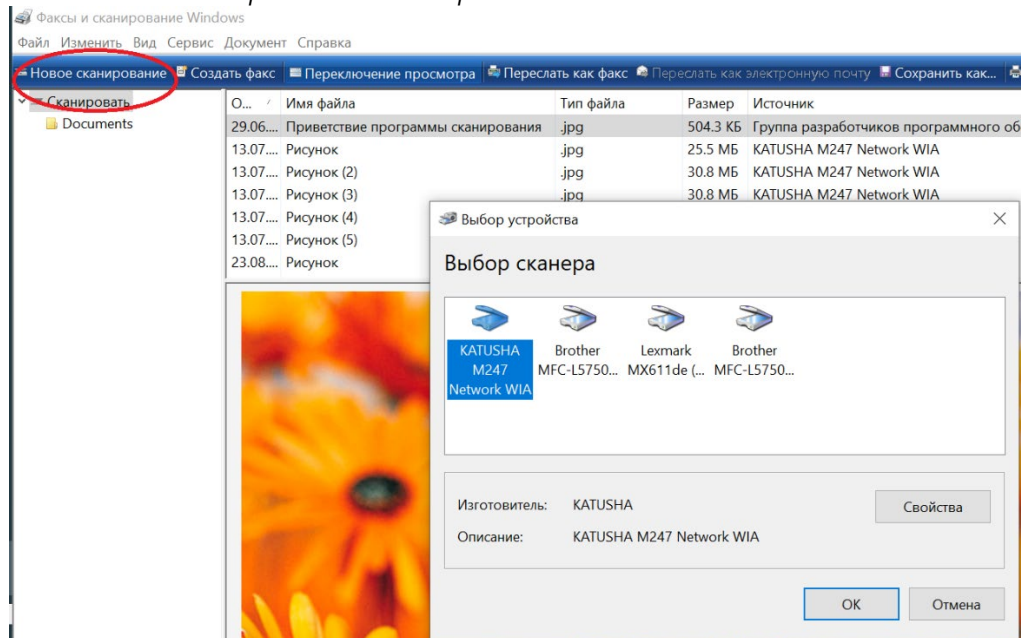 Факсы и сканирование Windows
Файл Изменить Вид Сервис Документ Справка
Новое сканирование Создать факс Переключение просмотра Переслать как факс Переслать как электронную почту Сохранить как...
Сканировать
Documents
О... Имя файла Тип файла Размер Источник
29.06.... Приветствие программы сканирования .jpg 504.3 КБ Группа разработчиков программного об
13.07.... Рисунок .jpg 25.5 МБ KATUSHA M247 Network WIA
13.07.... Рисунок (2) .jpg 30.8 МБ KATUSHA M247 Network WIA
13.07.... Рисунок (3) .jpg 30.8 МБ KATUSHA M247 Network WIA
13.07.... Рисунок (4)
13.07.... Рисунок (5)
23.08.... Рисунок
Выбор устройства
Выбор сканера
KATUSHA M247 Network WIA
Brother MFC-L5750...
Lexmark MX611de (...
Brother MFC-L5750...
Изготовитель: KATUSHA
Свойства
Описание: KATUSHA M247 Network WIA
ОК Отмена